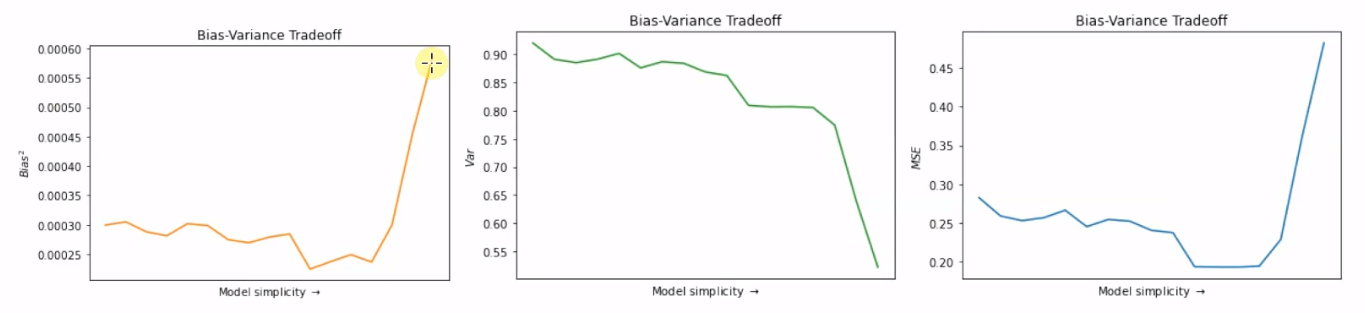 Bias-Variance Tradeoff
Bias²
0.00060
0.00055
0.00050
0.00045
0.00040
0.00035
0.00030
0.00025
Model simplicity →
Bias-Variance Tradeoff
Var
0.90
0.85
0.80
0.75
0.70
0.65
0.60
0.55
Model simplicity →
Bias-Variance Tradeoff
MSE
0.45
0.40
0.35
0.30
0.25
0.20
Model simplicity →